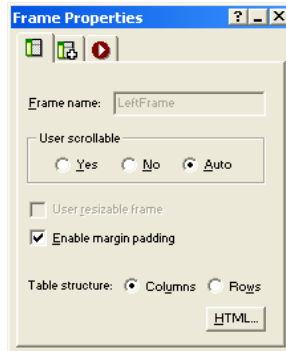 Frame Properties
Frame name: LeftFrame
User scrollable
Yes No Auto
User resizable frame
Enable margin padding
Table structure: Columns Rows
HTML...